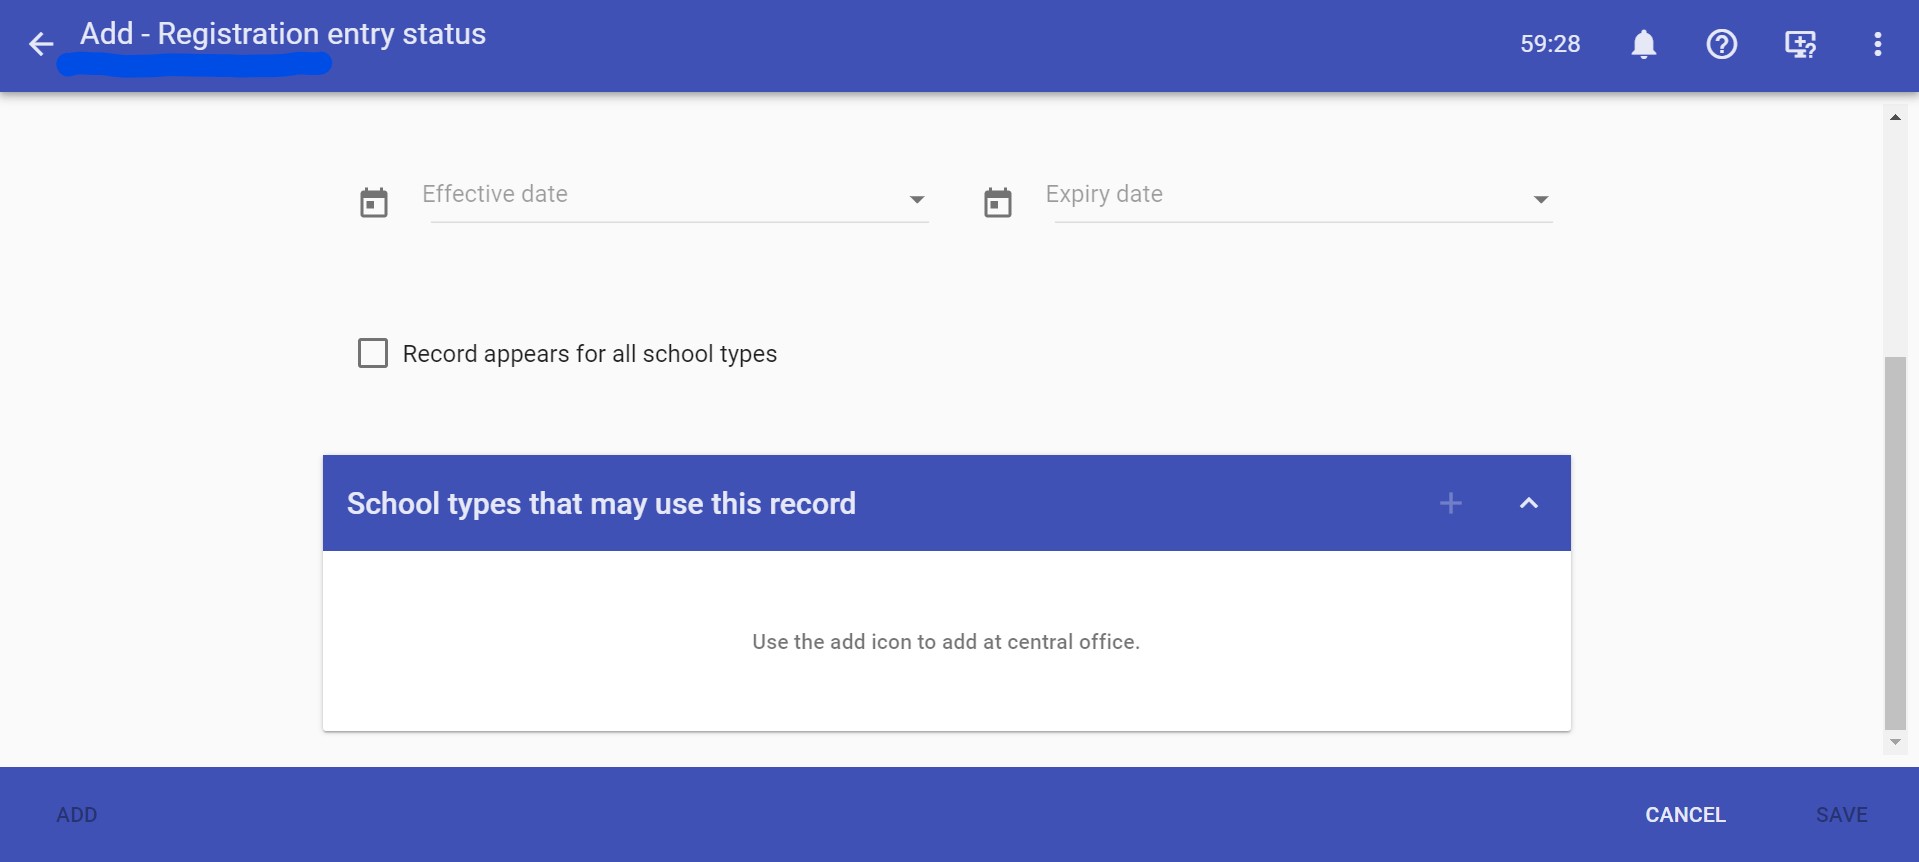 Add - Registration entry status
59:28
Effective date
Expiry date
Record appears for all school types
School types that may use this record
Use the add icon to add at central office.
ADD
CANCEL
SAVE